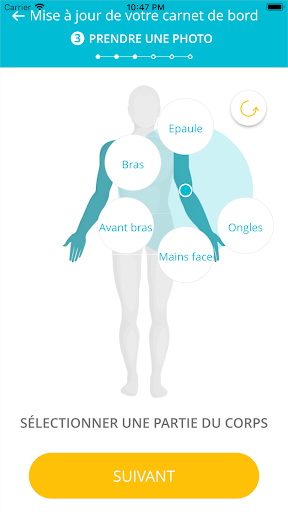 Carrier 10:47 PM
← Mise à jour de votre carnet de bord
3 PRENDRE UNE PHOTO
Epaule
Bras
Avant bras
Ongles
Mains face
SÉLECTIONNER UNE PARTIE DU CORPS
SUIVANT